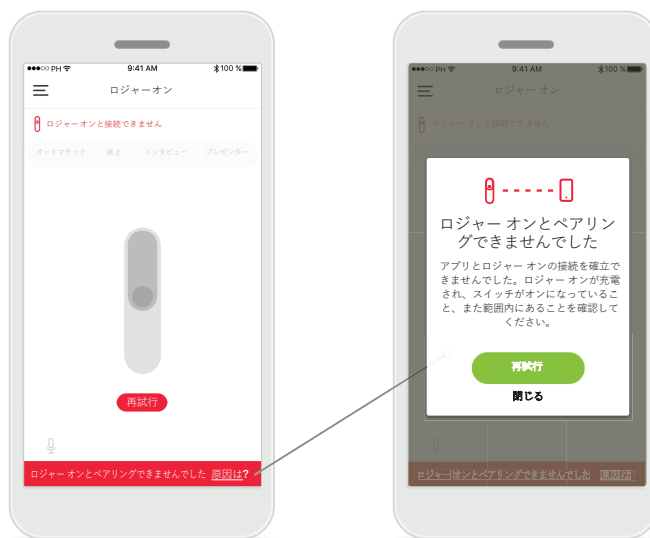 ●●●○○ PH 9:41 AM 100 %
ロジャーオン
ロジャーオンと接続できません
オートマチック 卓上 インタビュー プレゼンター
再試行
ロジャー オンとペアリングできませんでした 原因は?
●●●○○ PH 9:41 AM 100 %
ロジャー オン
ロジャー オンと接続できません
ロジャー オンとペアリン
グできませんでした
アプリとロジャー オンの接続を確立で
きませんでした。ロジャー オンが充電
され、スイッチがオンになっているこ
と、また範囲内にあることを確認して
ください。
再試行
閉じる
ロジャー オンとペアリングできませんでした 原因は?